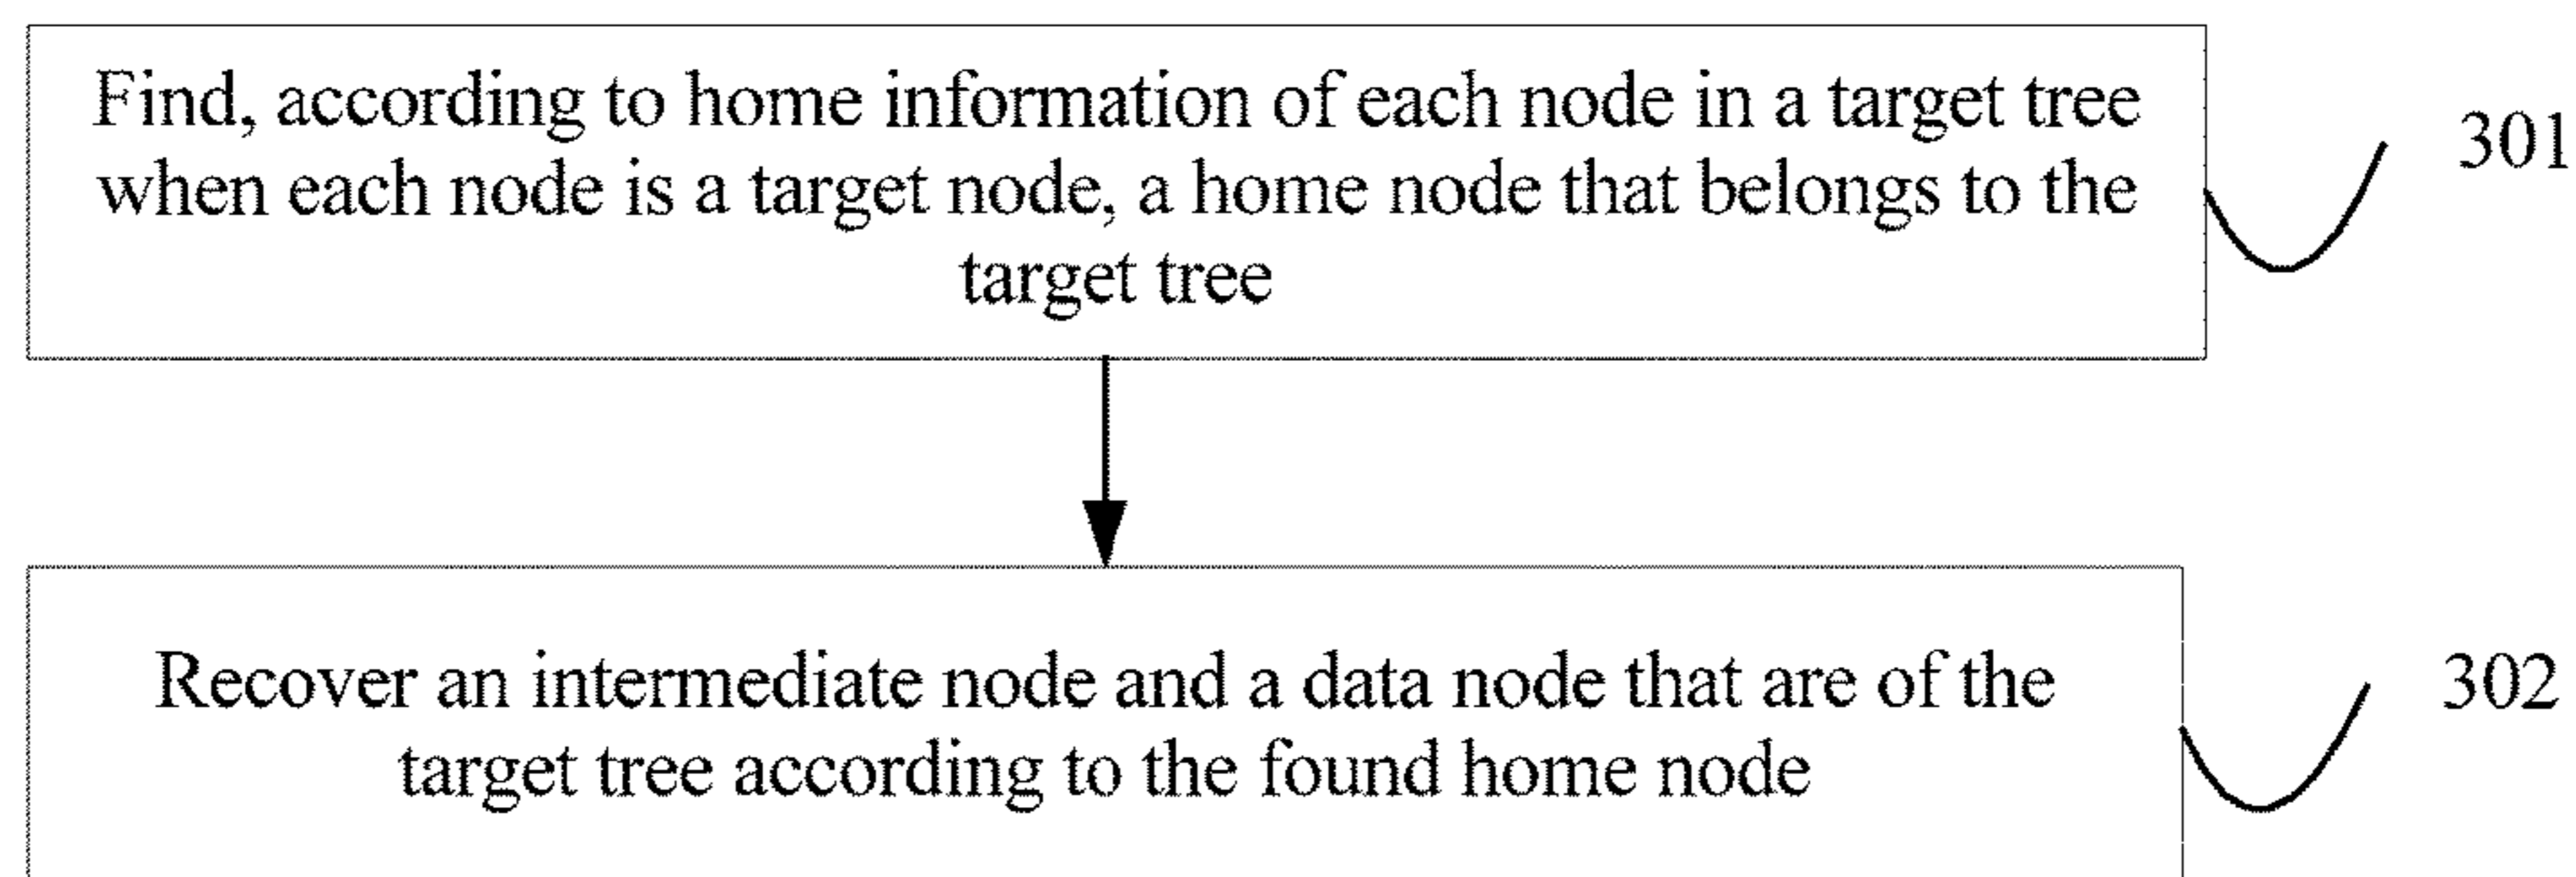 Find, according to home information of each node in a target tree
when each node is a target node, a home node that belongs to the
target tree
301
Recover an intermediate node and a data node that are of the
target tree according to the found home node
302